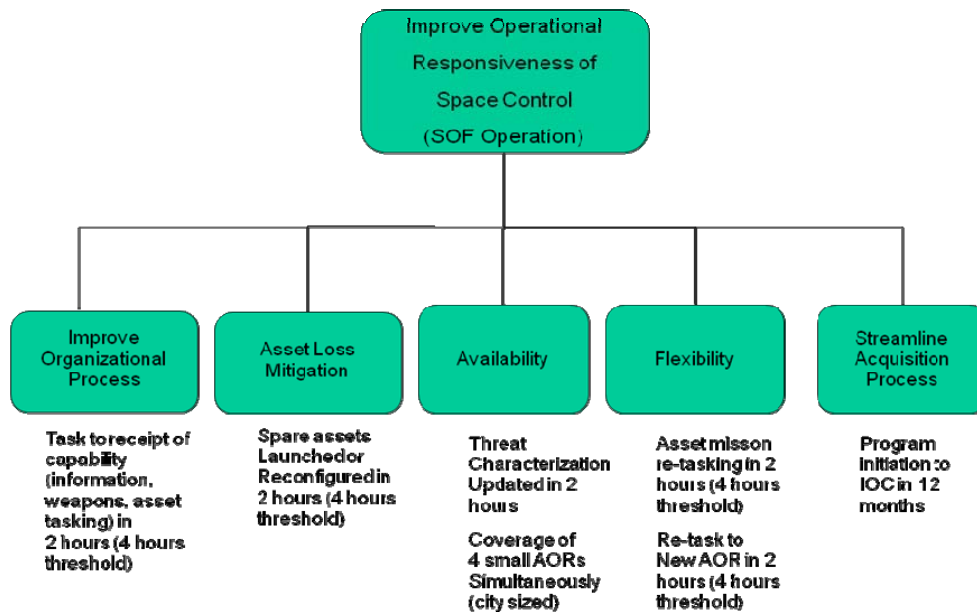 Improve Operational
Responsiveness of
Space Control
(SOF Operation)
Improve
Organizational
Process
Asset Loss
Mitigation
Availability
Flexibility
Streamline
Acquisition
Process
Task to receipt of
capability
(information,
weapons, asset
tasking) in
2 hours (4 hours
threshold)
Spare assets
Launched or
Reconfigured in
2 hours (4 hours
threshold)
Threat
Characterization
Updated in 2
hours
Coverage of
4 small AORs
Simultaneously
(city sized)
Asset misson
re-tasking in 2
hours (4 hours
threshold)
Re-task to
New AOR in 2
hours (4 hours
threshold)
Program
initiation to
IOC in 12
months